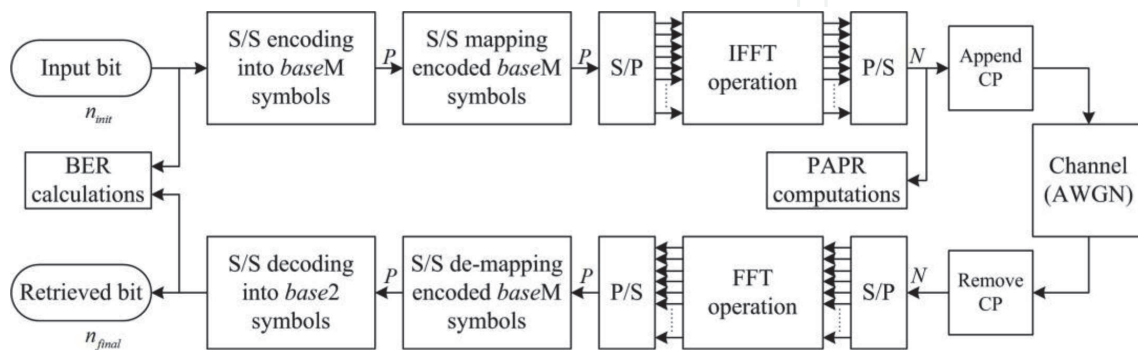 Input bit
n_init
S/S encoding
into baseM
symbols
P
S/S mapping
encoded baseM
symbols
P
S/P
IFFT
operation
P/S
N
Append
CP
BER
calculations
PAPR
computations
Channel
(AWGN)
Retrieved bit
n_final
S/S decoding
into base2
symbols
P
S/S de-mapping
encoded baseM
symbols
P
P/S
FFT
operation
S/P
N
Remove
CP